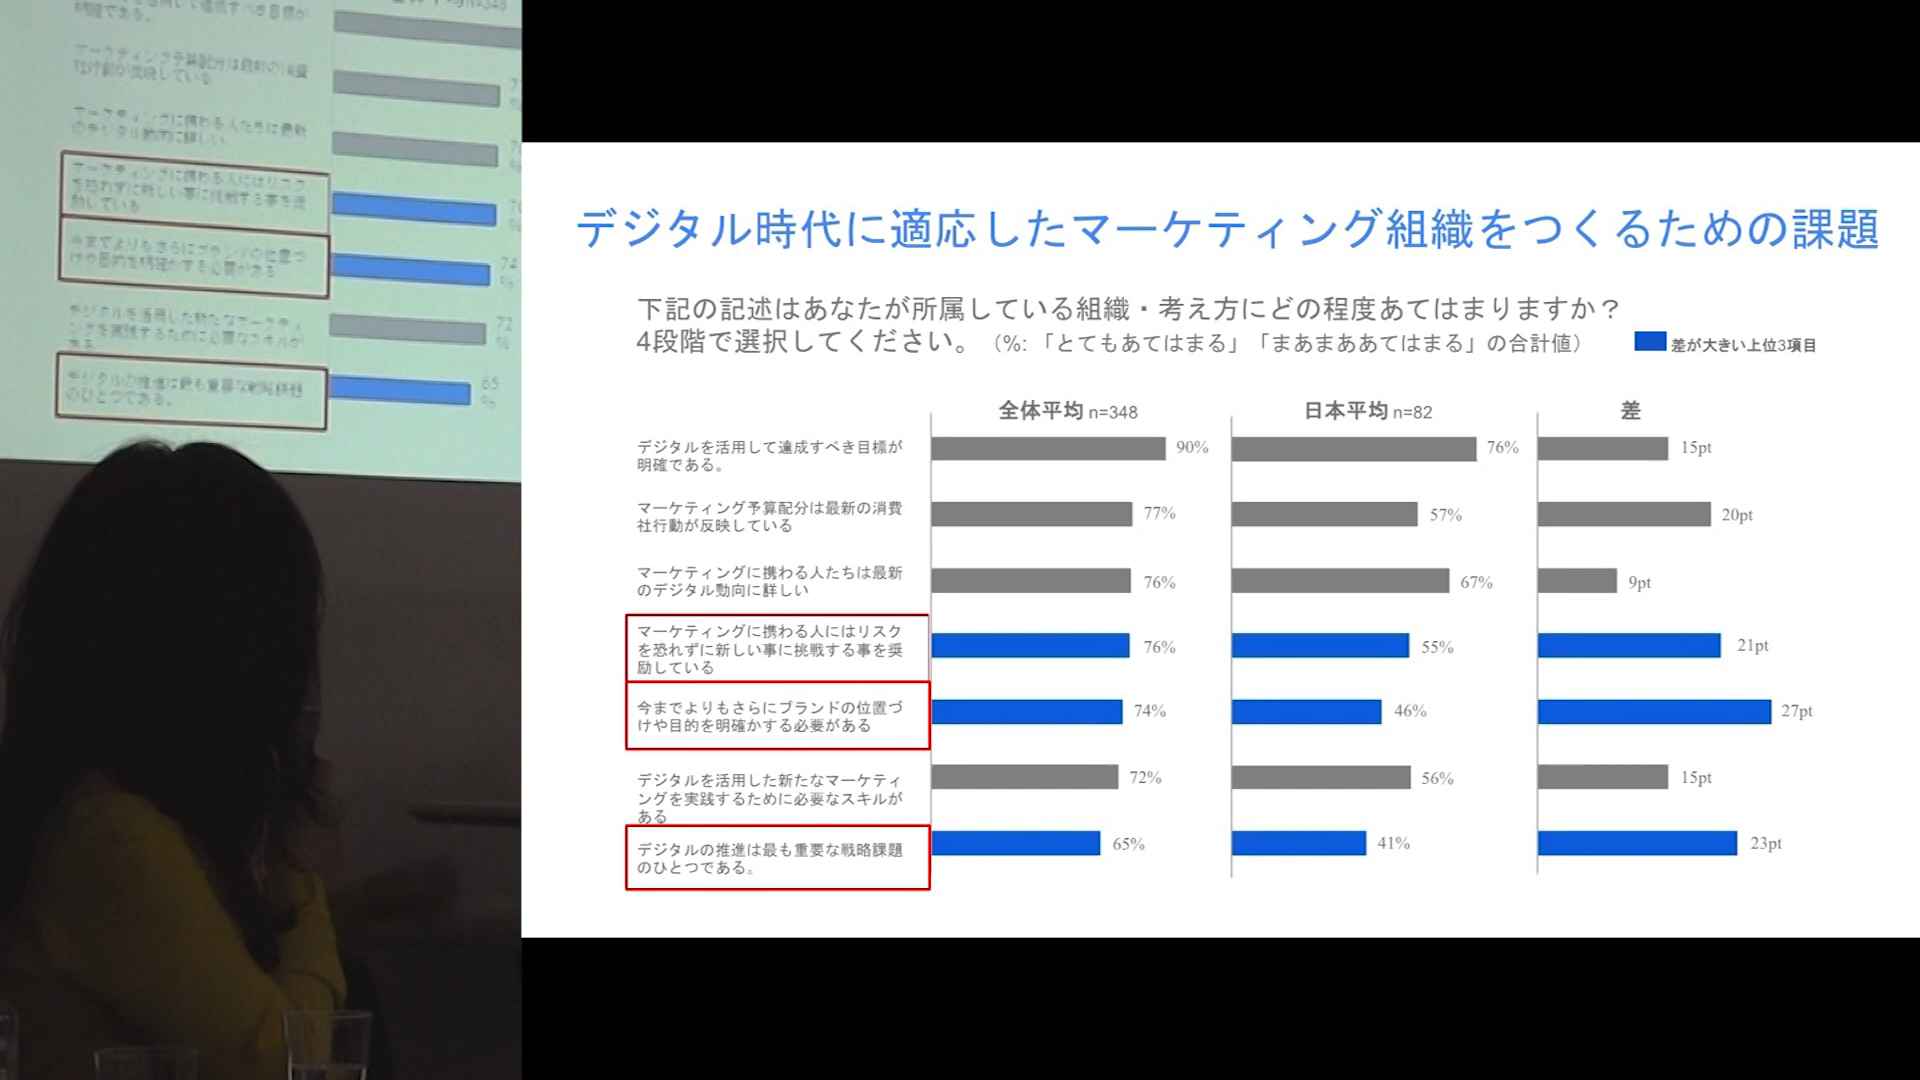 全体平均n=348
デジタル時代に適応したマーケティング組織をつくるための課題
下記の記述はあなたが所属している組織・考え方にどの程度あてはまりますか？
4段階で選択してください。（%: 「とてもあてはまる」「まあまああてはまる」の合計値）
差が大きい上位3項目
全体平均 n=348 日本平均 n=82 差
デジタルを活用して達成すべき目標が
明確である。
90% 76% 15pt
マーケティング予算配分は最新の消費
社行動が反映している
77% 57% 20pt
マーケティングに携わる人たちは最新
のデジタル動向に詳しい
76% 67% 9pt
マーケティングに携わる人にはリスク
を恐れずに新しい事に挑戦する事を奨
励している
76% 55% 21pt
今までよりもさらにブランドの位置づ
けや目的を明確かする必要がある
74% 46% 27pt
デジタルを活用した新たなマーケティ
ングを実践するために必要なスキルが
ある
72% 56% 15pt
デジタルの推進は最も重要な戦略課題
のひとつである。
65% 41% 23pt